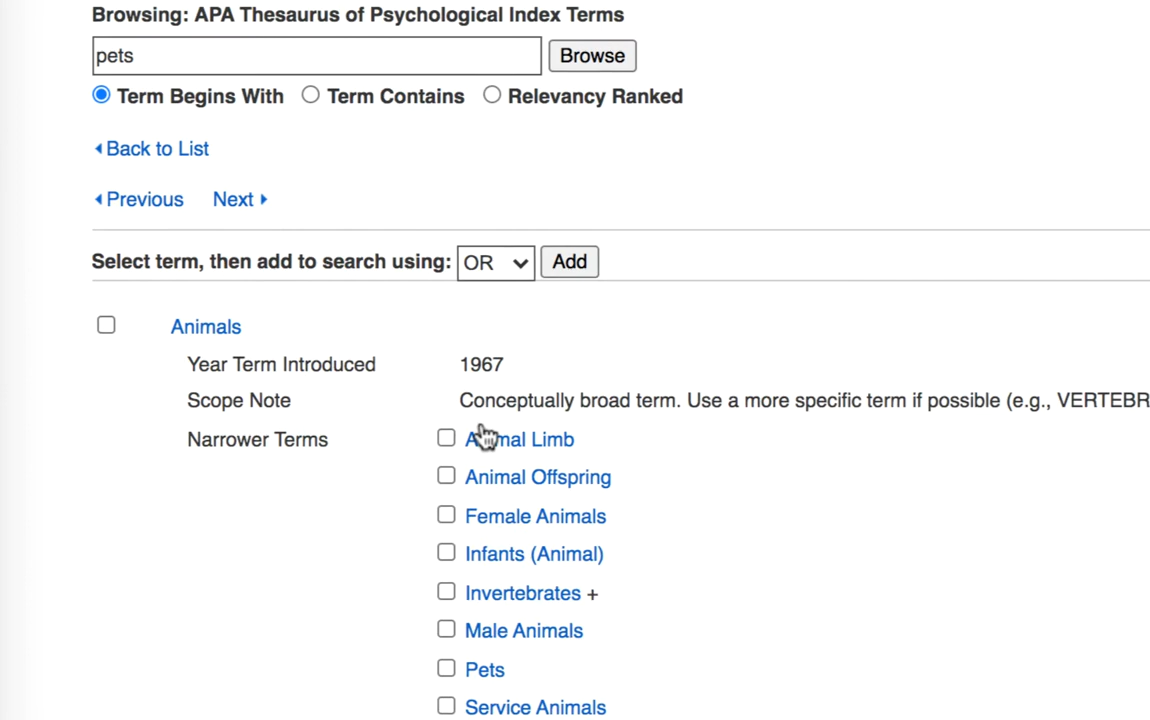 Browsing: APA Thesaurus of Psychological Index Terms
pets Browse
Term Begins With Term Contains Relevancy Ranked
Back to List
Previous Next
Select term, then add to search using: OR Add
Animals
Year Term Introduced 1967
Scope Note Conceptually broad term. Use a more specific term if possible (e.g., VERTEBR
Narrower Terms Animal Limb
Animal Offspring
Female Animals
Infants (Animal)
Invertebrates +
Male Animals
Pets
Service Animals